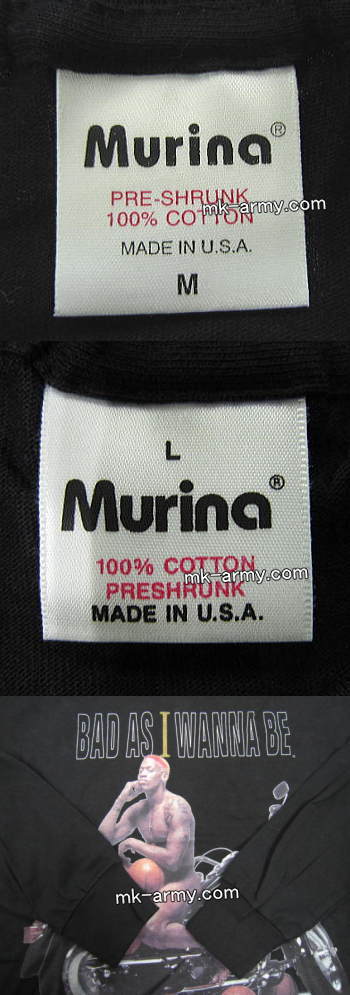 Murina®
PRE-SHRUNK
100% COTTON
mk-army.com
MADE IN U.S.A.
M
L
Murina®
100% COTTON
mk-army.com
PRESHRUNK
MADE IN U.S.A.
BAD AS I WANNA BE.
mk-army.com